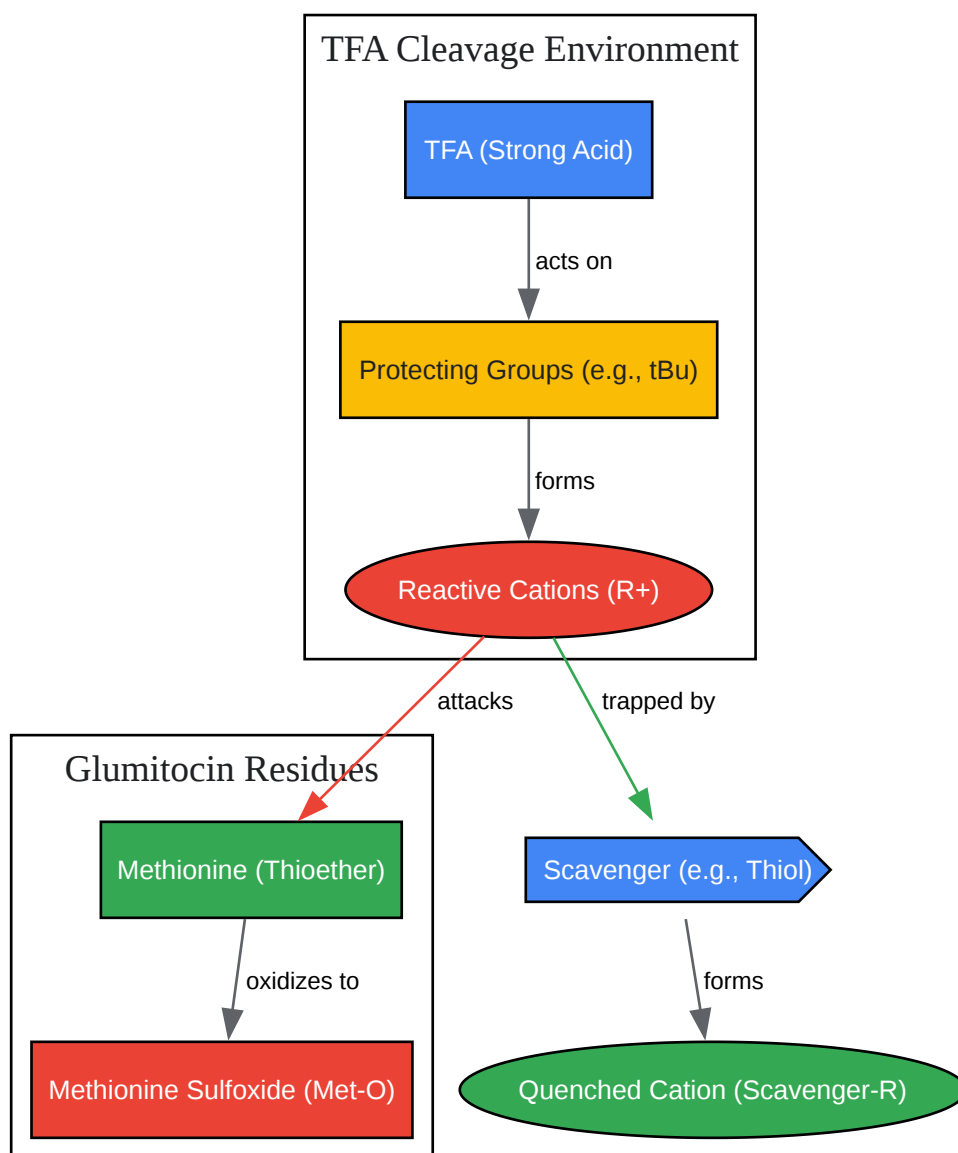 TFA Cleavage Environment
TFA (Strong Acid)
acts on
Protecting Groups (e.g., tBu)
forms
Reactive Cations (R+)
attacks
trapped by
Glumitocin Residues
Methionine (Thioether)
Scavenger (e.g., Thiol)
oxidizes to
forms
Methionine Sulfoxide (Met-O)
Quenched Cation (Scavenger-R)